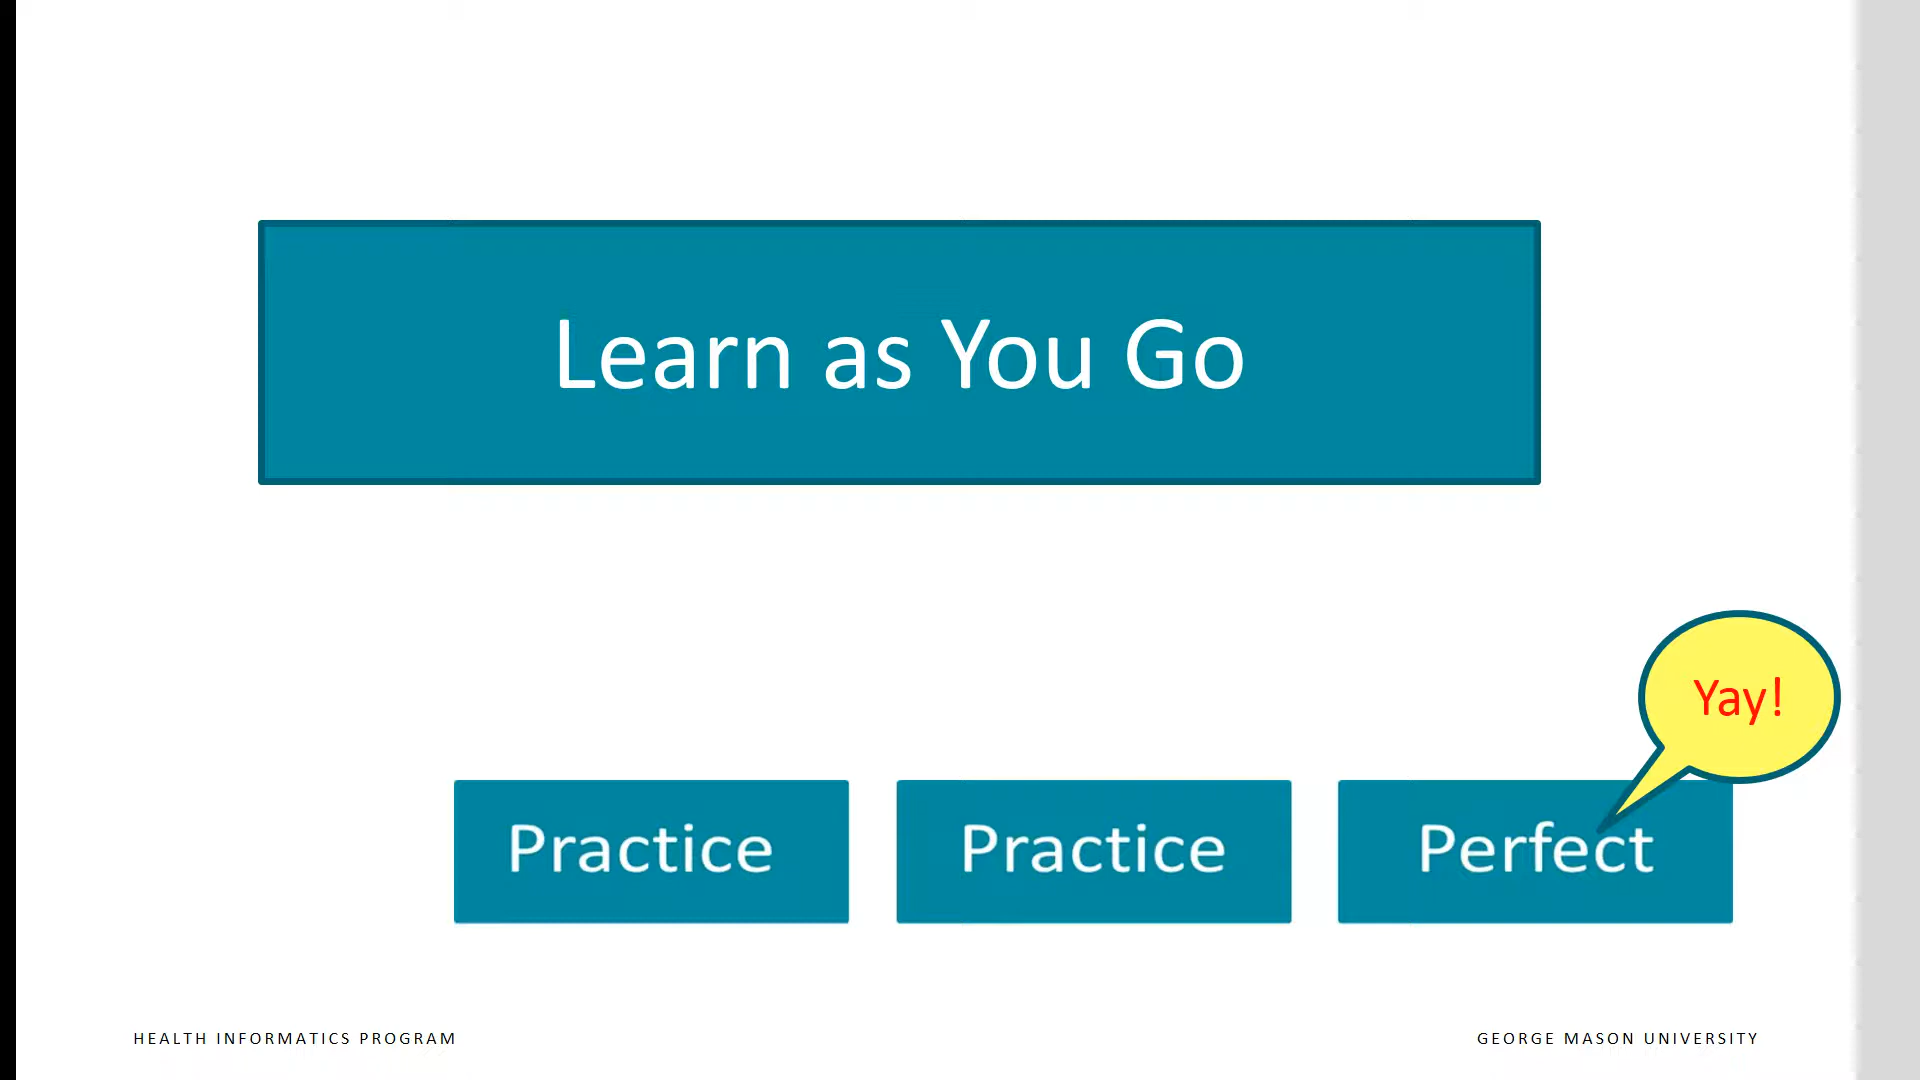 Learn as You Go
Yay!
Practice
Practice
Perfect
HEALTH INFORMATICS PROGRAM
GEORGE MASON UNIVERSITY